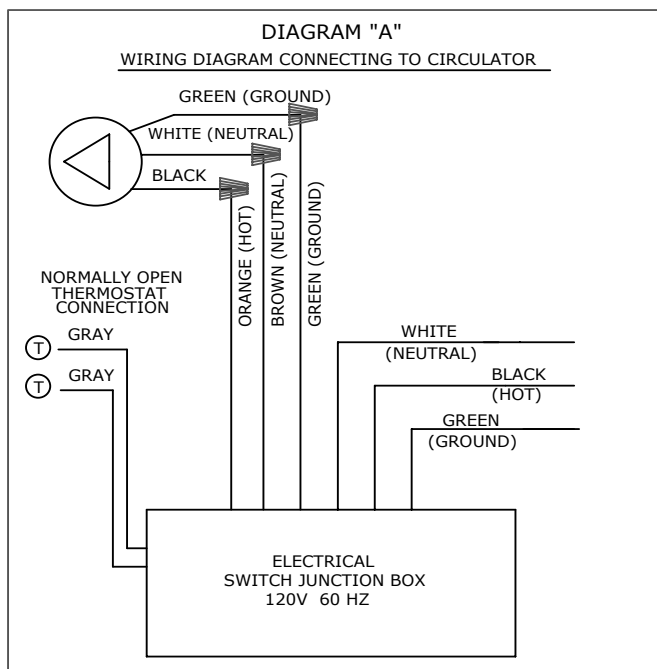 DIAGRAM "A"
WIRING DIAGRAM CONNECTING TO CIRCULATOR
GREEN (GROUND)
WHITE (NEUTRAL)
BLACK
ORANGE (HOT)
BROWN (NEUTRAL)
GREEN (GROUND)
NORMALLY OPEN
THERMOSTAT
CONNECTION
T GRAY
T GRAY
WHITE
(NEUTRAL)
BLACK
(HOT)
GREEN
(GROUND)
ELECTRICAL
SWITCH JUNCTION BOX
120V 60 HZ